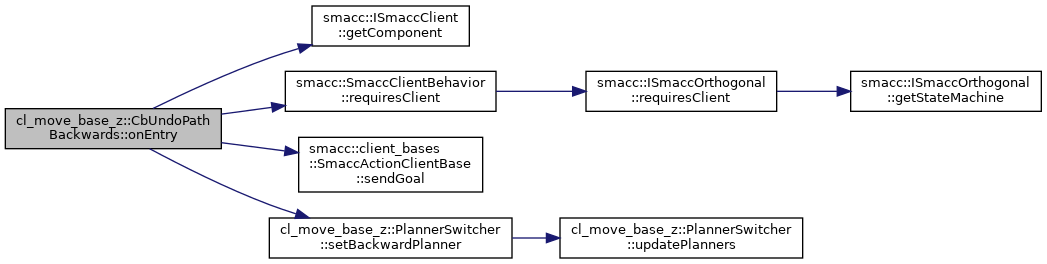 cl_move_base_z::CbUndoPath
Backwards::onEntry
smacc::ISmaccClient
::getComponent
smacc::SmaccClientBehavior
::requiresClient
smacc::ISmaccOrthogonal
::requiresClient
smacc::ISmaccOrthogonal
::getStateMachine
smacc::client_bases
::SmaccActionClientBase
::sendGoal
cl_move_base_z::PlannerSwitcher
::setBackwardPlanner
cl_move_base_z::PlannerSwitcher
::updatePlanners